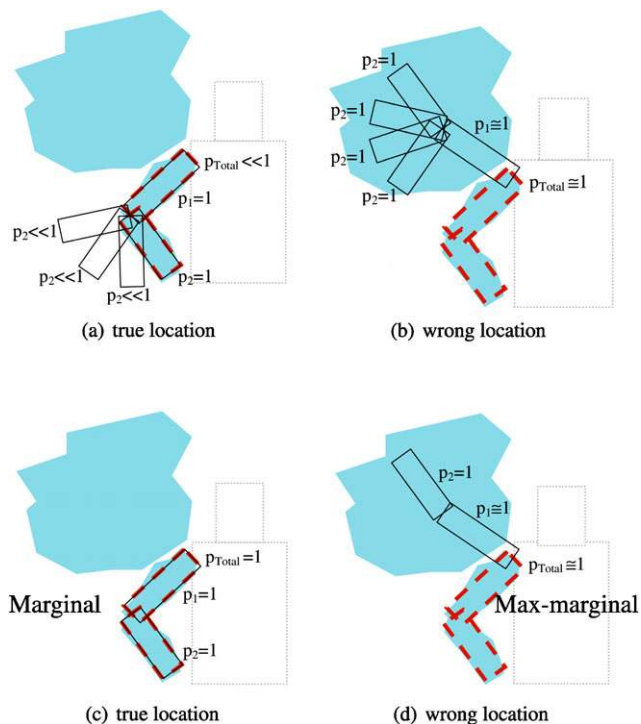 p₂=1
p₂=1
p₂=1
p₂=1
p₁≅1
p_Total <<1
p_Total ≅1
p₁=1
p₂<<1
p₂<<1
p₂<<1
p₂=1
(a) true location
(b) wrong location
p₂=1
p₁≅1
p_Total =1
p_Total ≅1
Marginal
p₁=1
Max-marginal
p₂=1
(c) true location
(d) wrong location